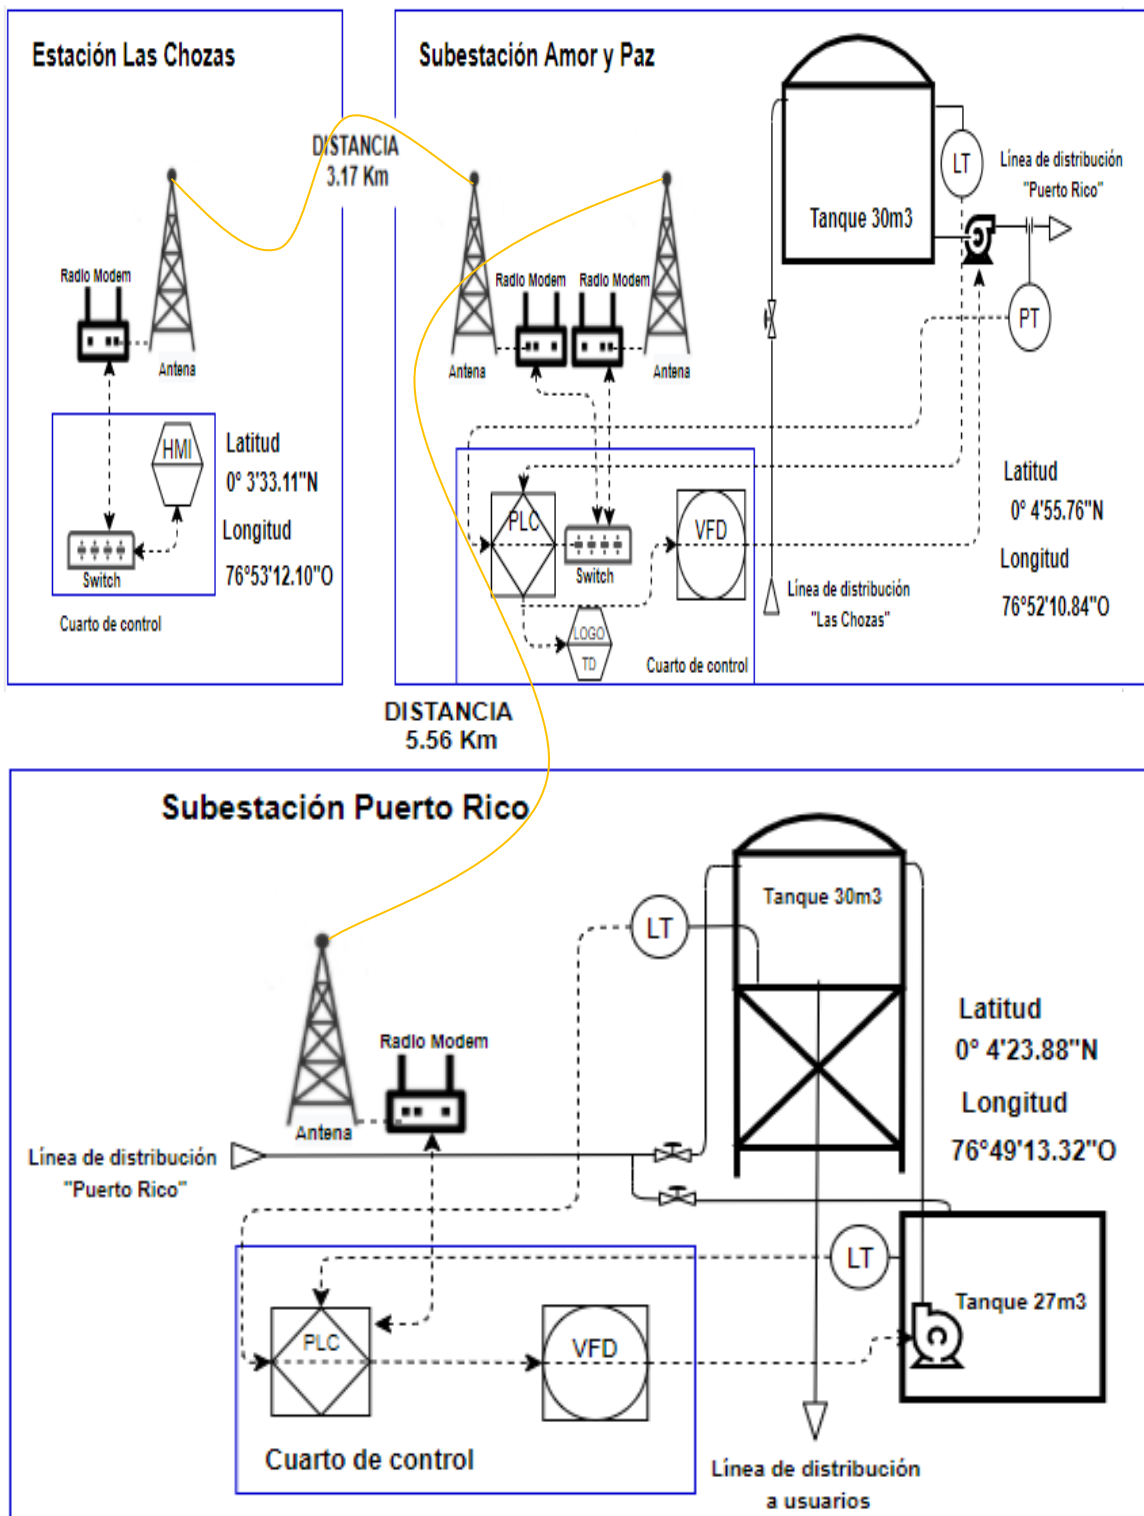 Estación Las Chozas
DISTANCIA
3.17 Km
Radio Modem
Antena
HMI
Switch
Latitud
0° 3'33.11"N
Longitud
76°53'12.10"O
Cuarto de control
Subestación Amor y Paz
Tanque 30m3
LT
Línea de distribución
"Puerto Rico"
PT
Radio Modem
Radio Modem
Antena
Antena
PLC
Switch
VFD
LOGO
TD
Cuarto de control
Línea de distribución
"Las Chozas"
Latitud
0° 4'55.76"N
Longitud
76°52'10.84"O
DISTANCIA
5.56 Km
Subestación Puerto Rico
Tanque 30m3
LT
Latitud
0° 4'23.88"N
Longitud
76°49'13.32"O
Radio Modem
Antena
Línea de distribución
"Puerto Rico"
LT
Tanque 27m3
PLC
VFD
Cuarto de control
Línea de distribución
a usuarios